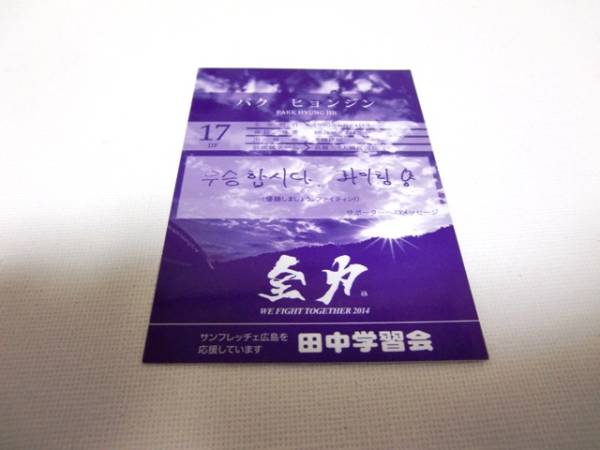 パク ヒョンジン
PARK HYUNG JIN
17
DF
우승 합시다. 화이팅
(優勝しましょう。ファイティン!)
サポーターへのメッセージ
全力
WE FIGHT TOGETHER 2014
サンフレッチェ広島を
応援しています
田中学習会